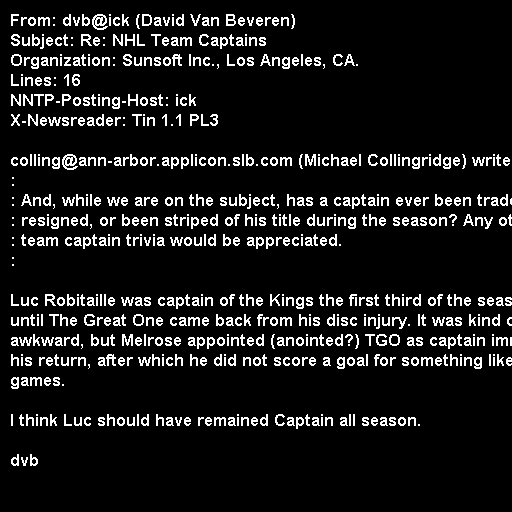 From: dvb@ick (David Van Beveren)
Subject: Re: NHL Team Captains
Organization: Sunsoft Inc., Los Angeles, CA.
Lines: 16
NNTP-Posting-Host: ick
X-Newsreader: Tin 1.1 PL3
colling@ann-arbor.applicon.slb.com (Michael Collingridge) write
:
: And, while we are on the subject, has a captain ever been
: resigned, or been striped of his title during the season? Any
: team captain trivia would be appreciated.
:
Luc Robitaille was captain of the Kings the first third of the
until The Great One came back from his disc injury. It was kind
awkward, but Melrose appointed (anointed?) TGO as captain
his return, after which he did not score a goal for something like
games.
I think Luc should have remained Captain all season.
dvb